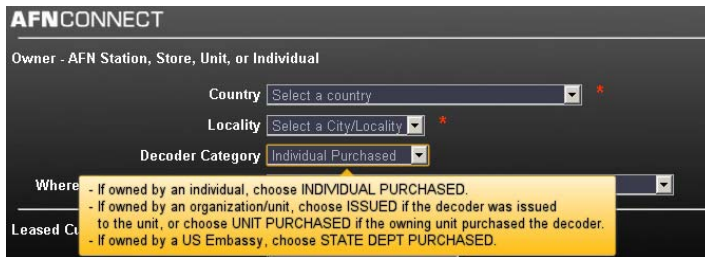 AFNCONNECT
Owner - AFN Station, Store, Unit, or Individual
Country Select a country *
Locality Select a City/Locality *
Decoder Category Individual Purchased
Where
- If owned by an individual, choose INDIVIDUAL PURCHASED.
- If owned by an organization/unit, choose ISSUED if the decoder was issued
to the unit, or choose UNIT PURCHASED if the owning unit purchased the decoder.
- If owned by a US Embassy, choose STATE DEPT PURCHASED.
Leased